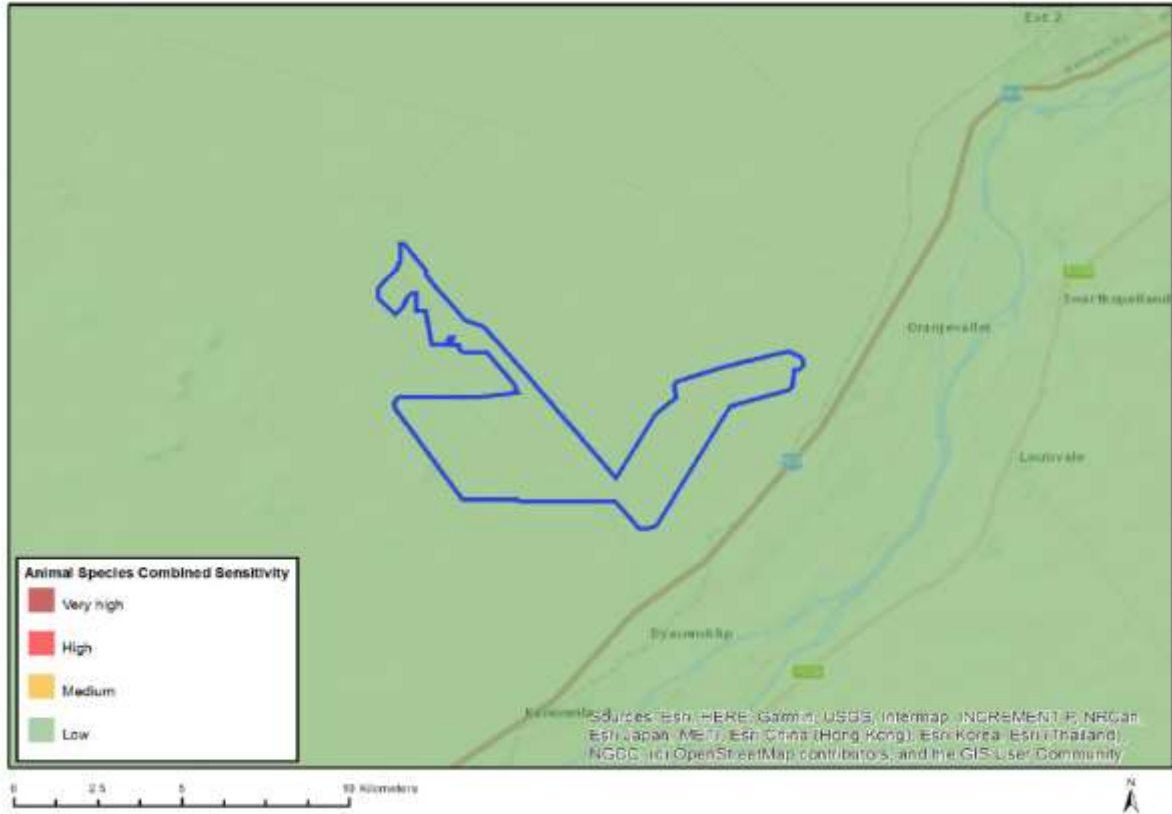 Ext 2
Oranjevallei
Louisvale
Animal Species Combined Sensitivity
Very high
High
Medium
Low
Sources: Esri, HERE, Garmin, USGS, Intermap, INCREMENT P, NRCan,
Esri Japan, METI, Esri China (Hong Kong), Esri Korea, Esri (Thailand),
NGCC, (c) OpenStreetMap contributors, and the GIS User Community
0 2.5 5 10 Kilometers
N